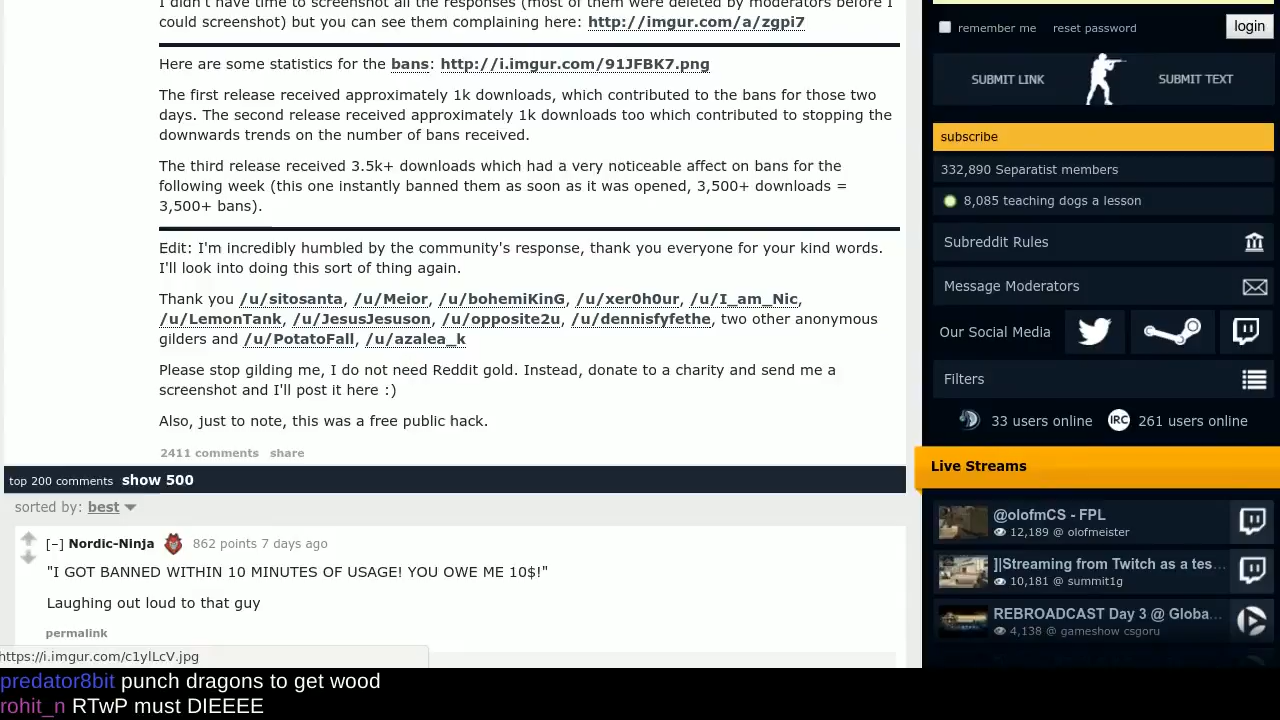 I didn't have time to screenshot all the responses (most of them were deleted by moderators before I
could screenshot) but you can see them complaining here: http://imgur.com/a/zgpi7
Here are some statistics for the bans: http://i.imgur.com/91JFBK7.png
The first release received approximately 1k downloads, which contributed to the bans for those two
days. The second release received approximately 1k downloads too which contributed to stopping the
downwards trends on the number of bans received.
The third release received 3.5k+ downloads which had a very noticeable affect on bans for the
following week (this one instantly banned them as soon as it was opened, 3,500+ downloads =
3,500+ bans).
Edit: I'm incredibly humbled by the community's response, thank you everyone for your kind words.
I'll look into doing this sort of thing again.
Thank you /u/sitosanta, /u/Meior, /u/bohemiKinG, /u/xer0h0ur, /u/I_am_Nic,
/u/LemonTank, /u/JesusJesuson, /u/opposite2u, /u/dennisfyfethe, two other anonymous
gilders and /u/PotatoFall, /u/azalea_k
Please stop gilding me, I do not need Reddit gold. Instead, donate to a charity and send me a
screenshot and I'll post it here :)
Also, just to note, this was a free public hack.
2411 comments share
top 200 comments show 500
sorted by: best
[–] Nordic-Ninja 862 points 7 days ago
"I GOT BANNED WITHIN 10 MINUTES OF USAGE! YOU OWE ME 10$!"
Laughing out loud to that guy
permalink
https://i.imgur.com/c1ylLcV.jpg
remember me reset password login
SUBMIT LINK SUBMIT TEXT
subscribe
332,890 Separatist members
8,085 teaching dogs a lesson
Subreddit Rules
Message Moderators
Our Social Media
Filters
33 users online IRC 261 users online
Live Streams
@olofmCS - FPL
12,189 @ olofmeister
]|Streaming from Twitch as a tes...
10,181 @ summit1g
REBROADCAST Day 3 @ Globa...
4,138 @ gameshow csgoru
predator8bit punch dragons to get wood
rohit_n RTwP must DIEEEE